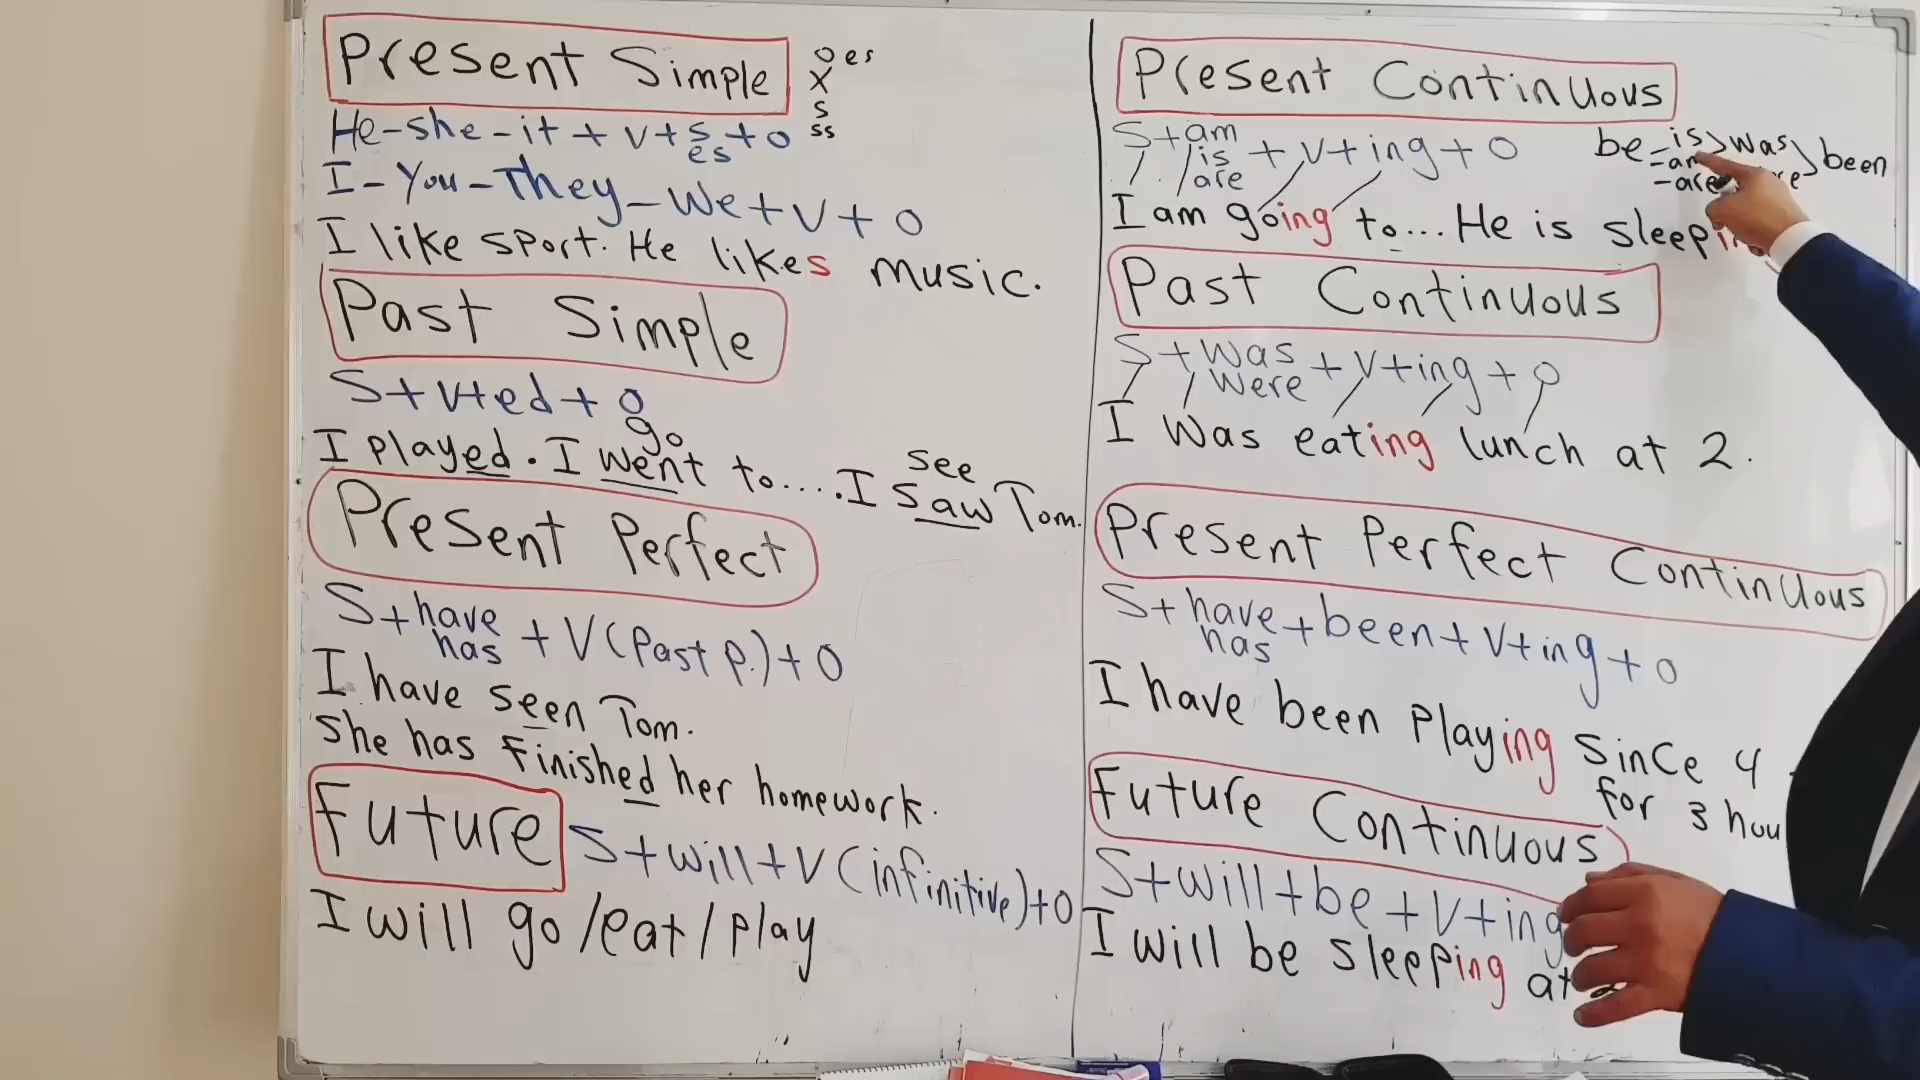 Present Simple
oes
x
s
ss
He-she-it + v + s + o
es
I - You - They - We + v + o
I like sport. He likes music.
Past Simple
S + v + ed + o
go
I played. I went to.... I saw Tom.
see
Present Perfect
S + have + V (Past p.) + o
has
I have seen Tom.
She has Finished her homework.
Future
S + will + V (infinitive) + o
I will go / eat / play
Present Continuous
S + am + v + ing + o
is
are
be - is was been
- am
- are
I am going to... He is sleeping
Past Continuous
S + was + v + ing + o
were
I was eating lunch at 2.
Present Perfect Continuous
S + have + been + v + ing + o
has
I have been Playing since 4
for 3
Future Continuous
S + will + be + v + ing
I will be sleeping at